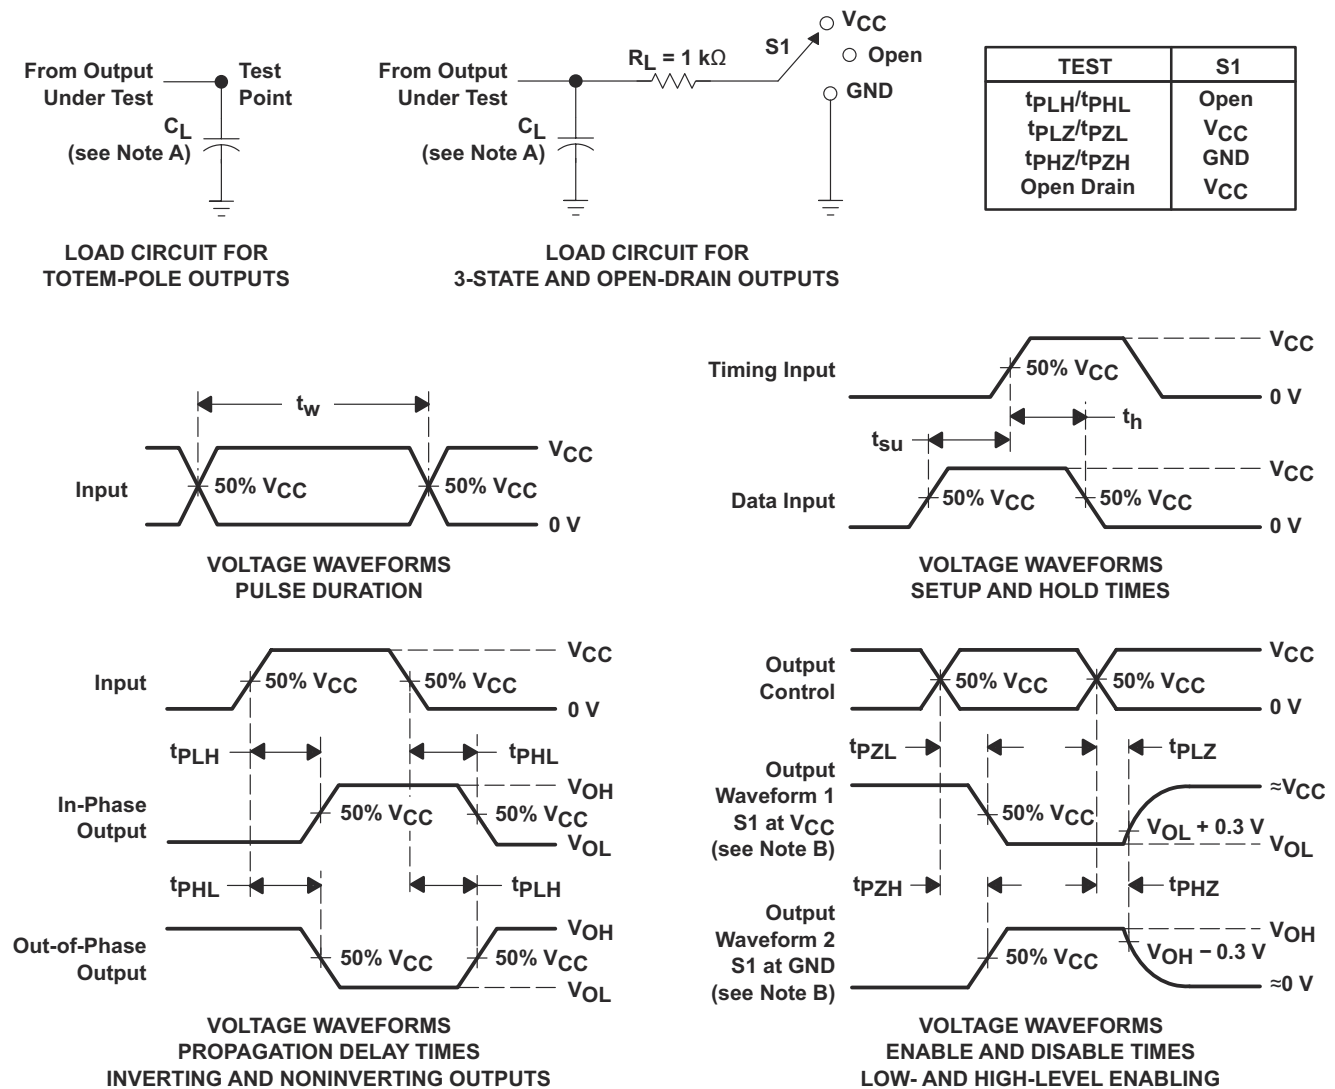 From Output
Under Test
Test
Point
CL
(see Note A)
LOAD CIRCUIT FOR
TOTEM-POLE OUTPUTS
From Output
Under Test
CL
(see Note A)
RL = 1 kΩ
S1
VCC
Open
GND
LOAD CIRCUIT FOR
3-STATE AND OPEN-DRAIN OUTPUTS
TEST S1
tPLH/tPHL Open
tPLZ/tPZL VCC
tPHZ/tPZH GND
Open Drain VCC
tw
Input
50% VCC
50% VCC
VCC
0 V
VOLTAGE WAVEFORMS
PULSE DURATION
Timing Input
50% VCC
VCC
0 V
tsu
th
Data Input
50% VCC
50% VCC
VCC
0 V
VOLTAGE WAVEFORMS
SETUP AND HOLD TIMES
Input
50% VCC
50% VCC
VCC
0 V
tPLH
tPHL
In-Phase
Output
50% VCC
50% VCC
VOH
VOL
tPHL
tPLH
Out-of-Phase
Output
50% VCC
50% VCC
VOH
VOL
VOLTAGE WAVEFORMS
PROPAGATION DELAY TIMES
INVERTING AND NONINVERTING OUTPUTS
Output
Control
50% VCC
50% VCC
VCC
0 V
tPZL
tPLZ
Output
Waveform 1
S1 at VCC
(see Note B)
50% VCC
≈VCC
VOL + 0.3 V
VOL
tPZH
tPHZ
Output
Waveform 2
S1 at GND
(see Note B)
50% VCC
VOH
VOH − 0.3 V
≈0 V
VOLTAGE WAVEFORMS
ENABLE AND DISABLE TIMES
LOW- AND HIGH-LEVEL ENABLING